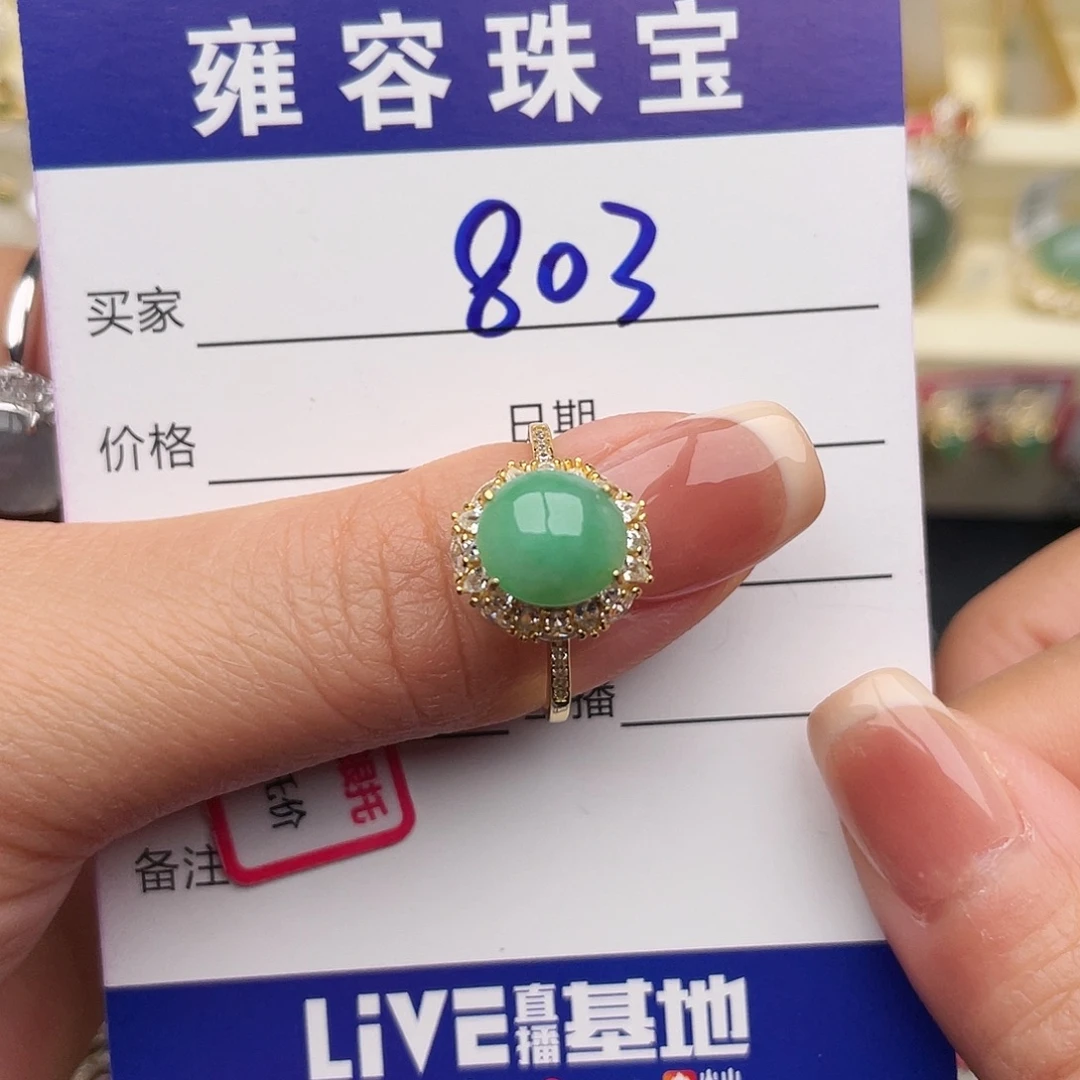 雍容珠宝
买家 803
价格 日期
播
备注
LiVE直播基地